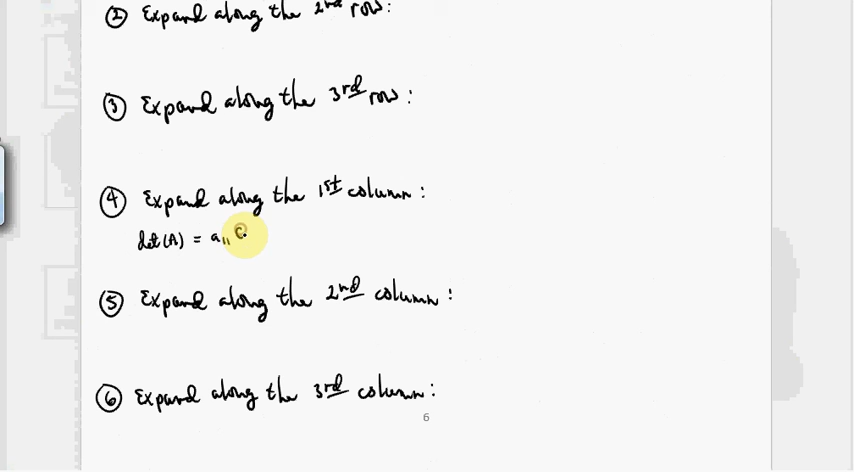 ② Expand along the 2nd row:
③ Expand along the 3rd row:
④ Expand along the 1st column:
det(A) = a₁₁ C
⑤ Expand along the 2nd column:
⑥ Expand along the 3rd column:
6